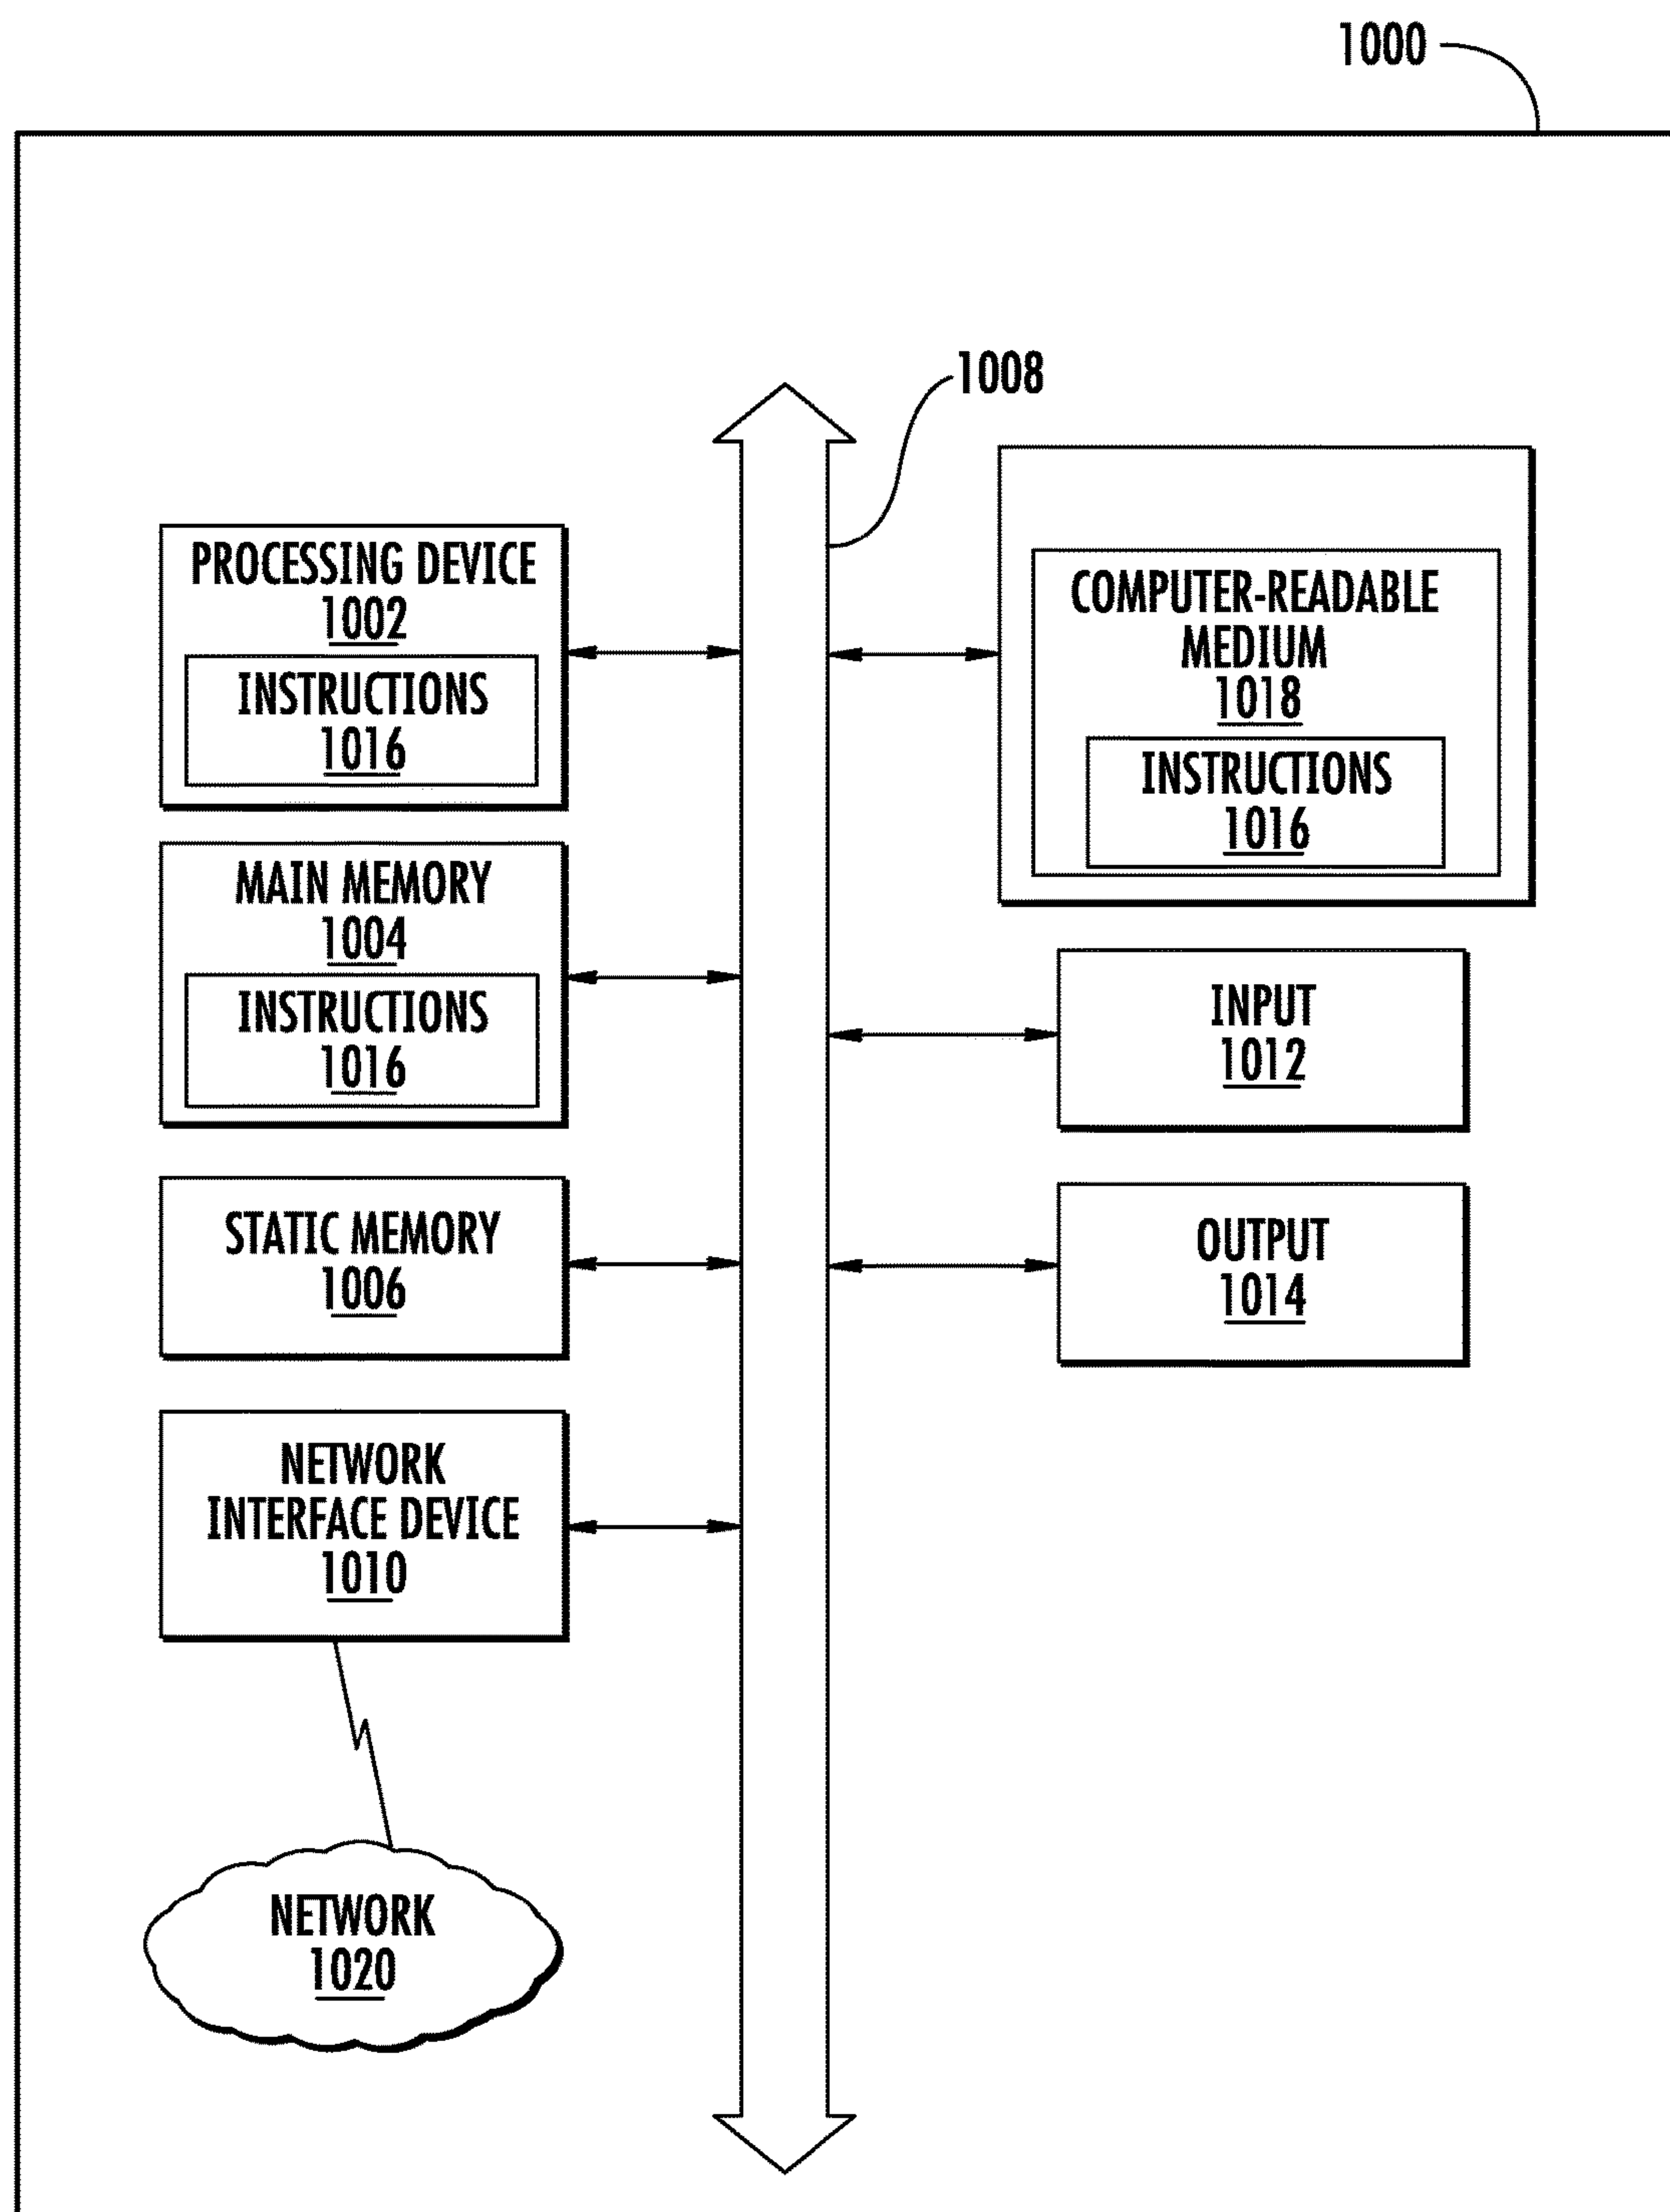 1000
1008
PROCESSING DEVICE
1002
INSTRUCTIONS
1016
MAIN MEMORY
1004
INSTRUCTIONS
1016
STATIC MEMORY
1006
NETWORK
INTERFACE DEVICE
1010
NETWORK
1020
COMPUTER-READABLE
MEDIUM
1018
INSTRUCTIONS
1016
INPUT
1012
OUTPUT
1014